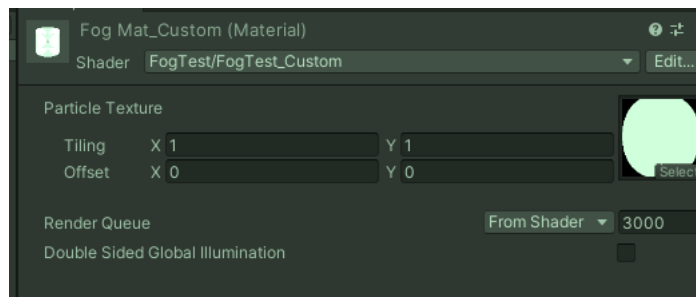 Fog Mat_Custom (Material)
Shader FogTest/FogTest_Custom Edit...
Particle Texture
Tiling X 1 Y 1
Offset X 0 Y 0
Select
Render Queue From Shader 3000
Double Sided Global Illumination